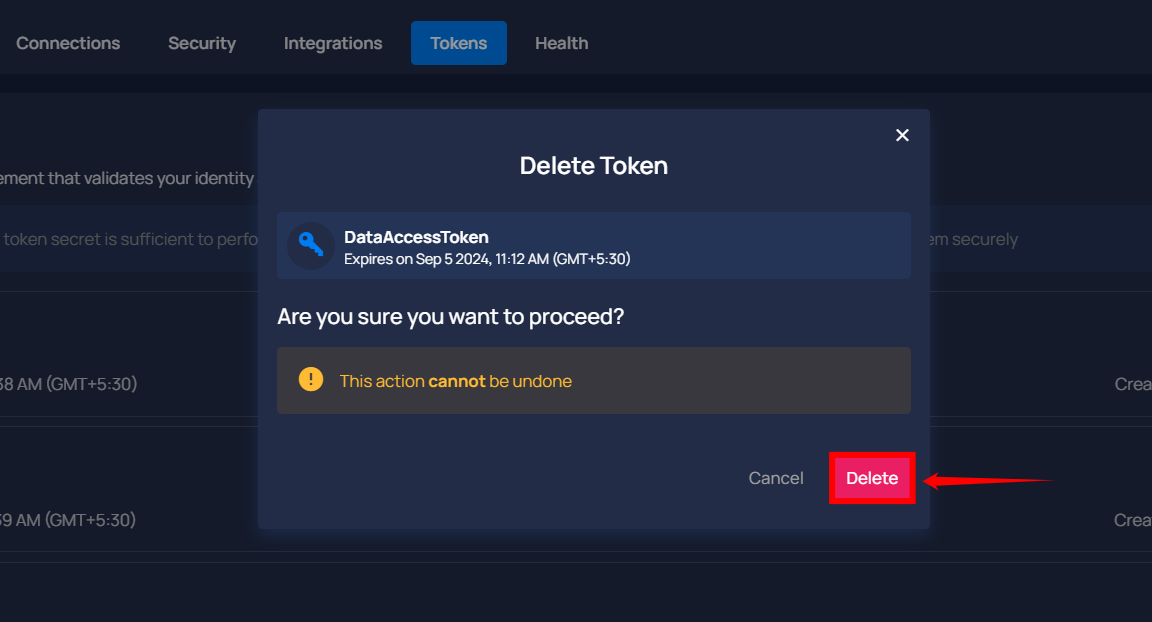 Connections Security Integrations Tokens Health
Delete Token
ement that validates your identity
DataAccessToken
token secret is sufficient to perfo
em securely
Expires on Sep 5 2024, 11:12 AM (GMT+5:30)
Are you sure you want to proceed?
This action cannot be undone
38 AM (GMT+5:30)
Crea
Cancel Delete
39 AM (GMT+5:30)
Crea